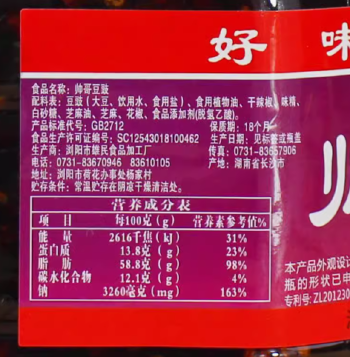 好 味
食品名称：帅哥豆豉
配料表：豆豉（大豆、饮用水、食用盐）、食用植物油、干辣椒、味精、
白砂糖、芝麻油、芝麻、花椒、食品添加剂(脱氢乙酸)。
产品标准代号：GB2712 保质期：18个月
食品生产许可证编号：SC12543018100462 生产日期：见标签或瓶盖
生产商：浏阳市雄民食品加工厂 传真：0731-83657906
电话：0731-83670946 83610105 产地：湖南省长沙市
地址：浏阳市荷花办事处杨家村
贮存条件：常温贮存在阴凉干燥清洁处。
营养成分表
项 目 每100克(g) 营养素参考值%
能 量 2616千焦(kJ) 31%
蛋白质 13.8克(g) 23%
脂 肪 58.8克(g) 98%
碳水化合物 12.1克(g) 4%
钠 3260毫克(mg) 163%
本产品外观设计
瓶的形状已申
专利号:ZL201230